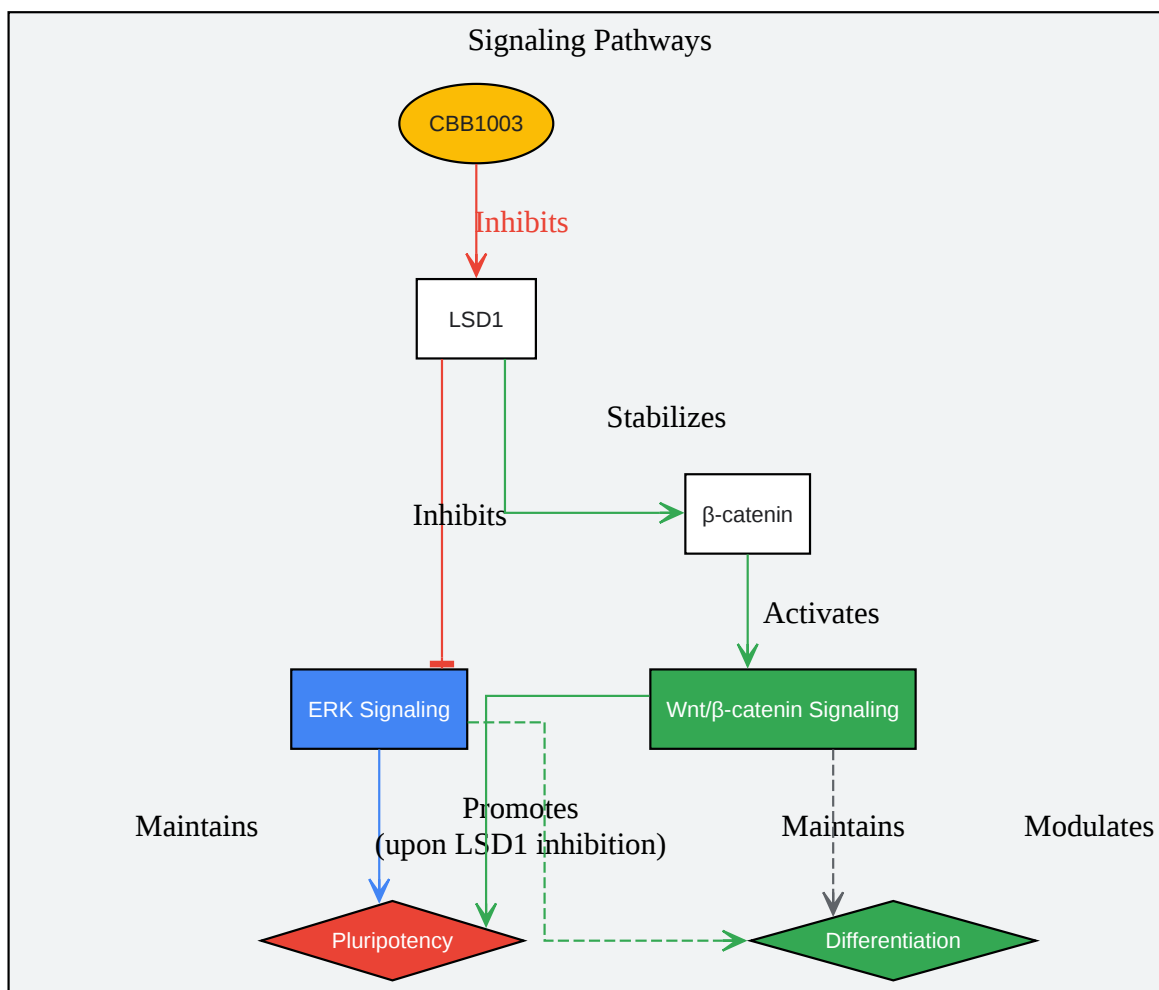 Signaling Pathways
CBB1003
Inhibits
LSD1
Stabilizes
Inhibits
β-catenin
Activates
ERK Signaling
Wnt/β-catenin Signaling
Maintains
Promotes
(upon LSD1 inhibition)
Maintains
Modulates
Pluripotency
Differentiation